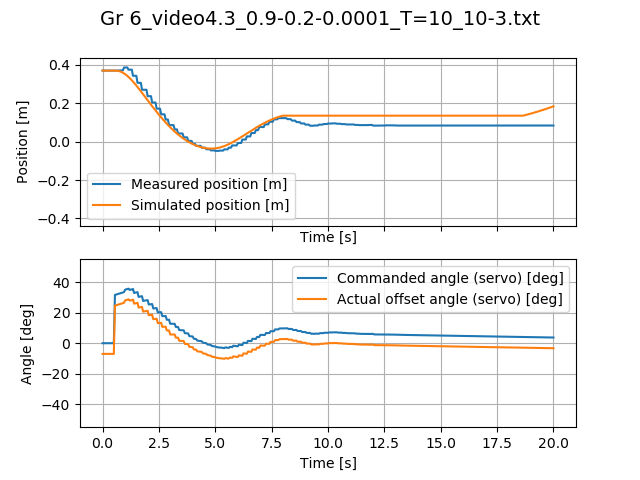 Gr 6_video4.3_0.9-0.2-0.0001_T=10_10-3.txt
0.4
0.2
0.0
−0.2
−0.4
Position [m]
Measured position [m]
Simulated position [m]
Time [s]
40
20
0
−20
−40
Angle [deg]
Commanded angle (servo) [deg]
Actual offset angle (servo) [deg]
0.0 2.5 5.0 7.5 10.0 12.5 15.0 17.5 20.0
Time [s]